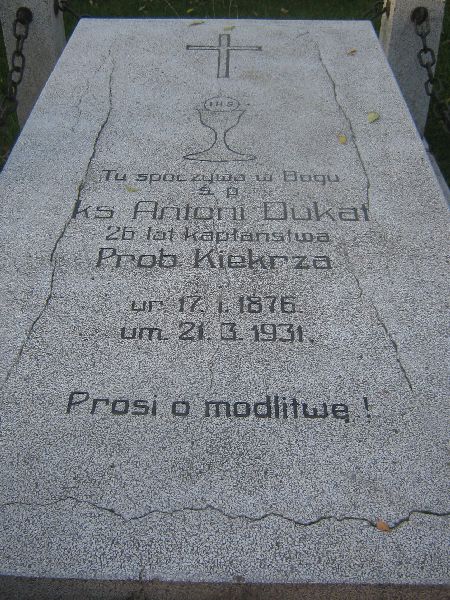 IHS
Tu spoczywa w Bogu
ś. p.
ks Antoni Dukat
26 lat kapłaństwa
Prob Kiekrza
ur 17. 1. 1876.
um. 21. 3. 1931.
Prosi o modlitwę !